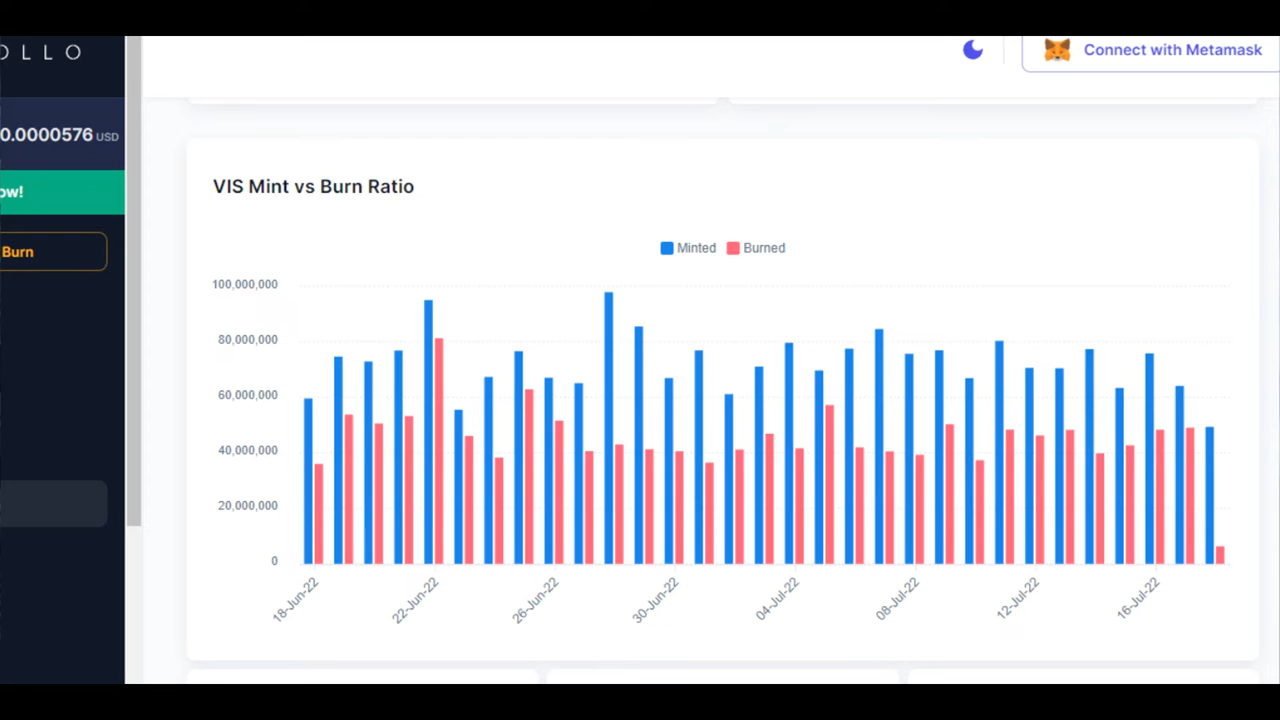 OLLO
Connect with Metamask
0.0000576 USD
VIS Mint vs Burn Ratio
ow!
Burn
Minted Burned
100,000,000
80,000,000
60,000,000
40,000,000
20,000,000
0
18-Jun-22 22-Jun-22 26-Jun-22 30-Jun-22 04-Jul-22 08-Jul-22 12-Jul-22 16-Jul-22